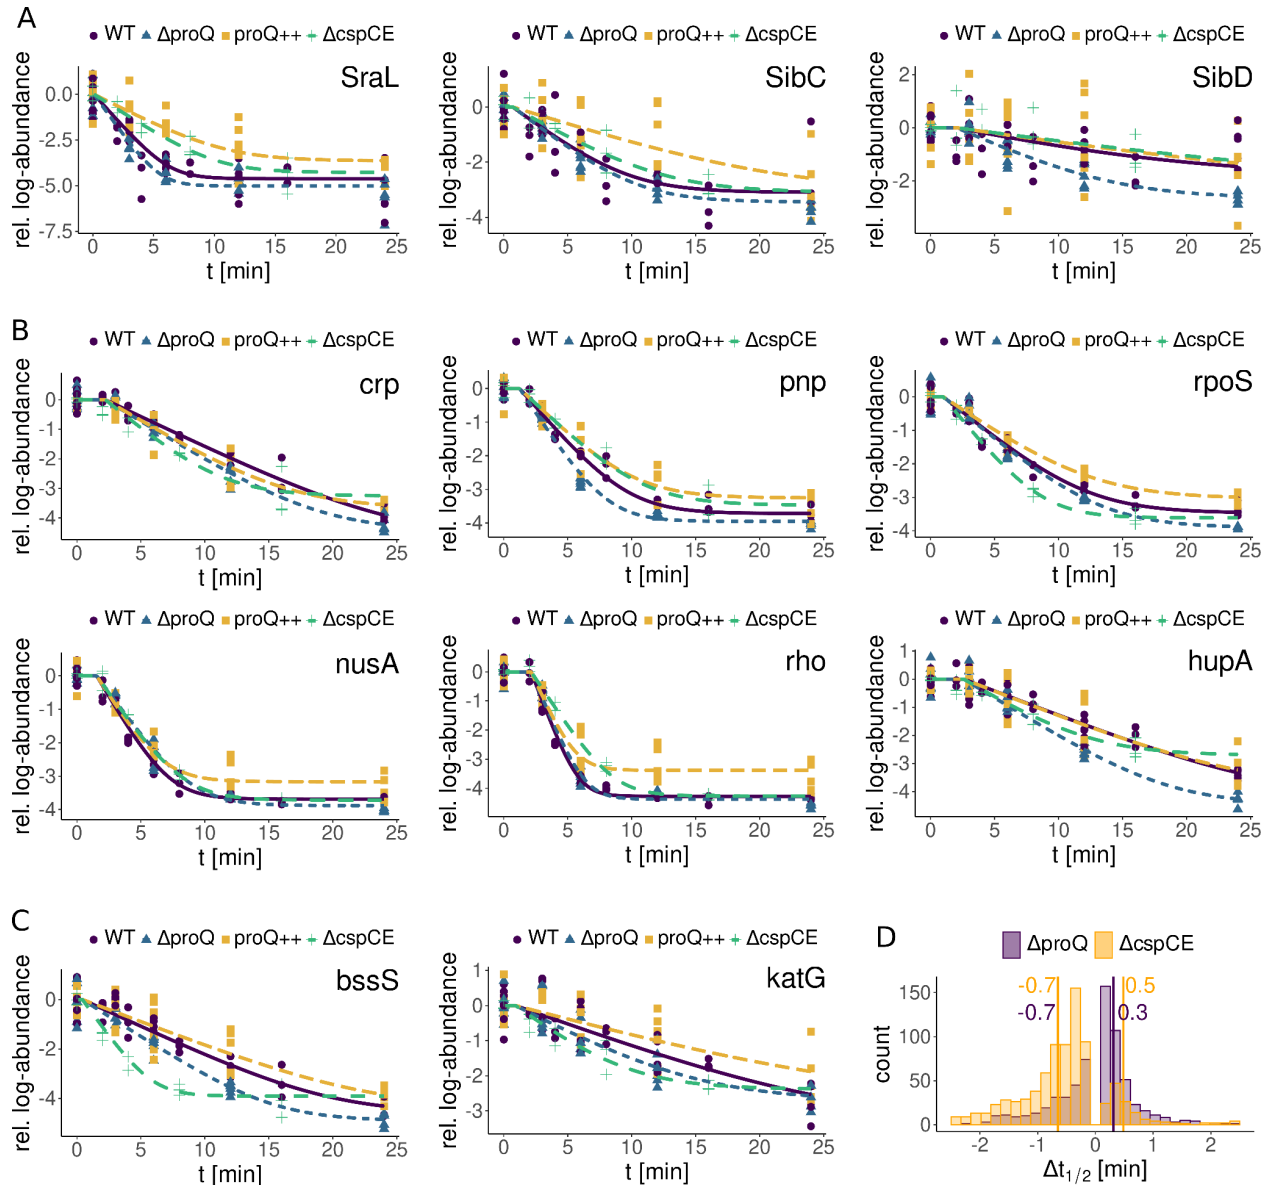 A
WT ΔproQ proQ++ ΔcspCE
SraL
rel. log-abundance
0.0
-2.5
-5.0
-7.5
0 5 10 15 20 25
t [min]
WT ΔproQ proQ++ ΔcspCE
SibC
rel. log-abundance
0
-2
-4
0 5 10 15 20 25
t [min]
WT ΔproQ proQ++ ΔcspCE
SibD
rel. log-abundance
2
0
-2
0 5 10 15 20 25
t [min]
B
WT ΔproQ proQ++ ΔcspCE
crp
rel. log-abundance
0
-1
-2
-3
-4
0 5 10 15 20 25
t [min]
WT ΔproQ proQ++ ΔcspCE
pnp
rel. log-abundance
0
-1
-2
-3
-4
0 5 10 15 20 25
t [min]
WT ΔproQ proQ++ ΔcspCE
rpoS
rel. log-abundance
0
-1
-2
-3
-4
0 5 10 15 20 25
t [min]
WT ΔproQ proQ++ ΔcspCE
nusA
rel. log-abundance
0
-1
-2
-3
-4
0 5 10 15 20 25
t [min]
WT ΔproQ proQ++ ΔcspCE
rho
rel. log-abundance
0
-1
-2
-3
-4
0 5 10 15 20 25
t [min]
WT ΔproQ proQ++ ΔcspCE
hupA
rel. log-abundance
1
0
-1
-2
-3
-4
0 5 10 15 20 25
t [min]
C
WT ΔproQ proQ++ ΔcspCE
bssS
rel. log-abundance
0
-2
-4
0 5 10 15 20 25
t [min]
WT ΔproQ proQ++ ΔcspCE
katG
rel. log-abundance
1
0
-1
-2
-3
0 5 10 15 20 25
t [min]
D
ΔproQ ΔcspCE
-0.7 0.5
-0.7 0.3
count
150
100
50
0
-2 -1 0 1 2
Δt1/2 [min]